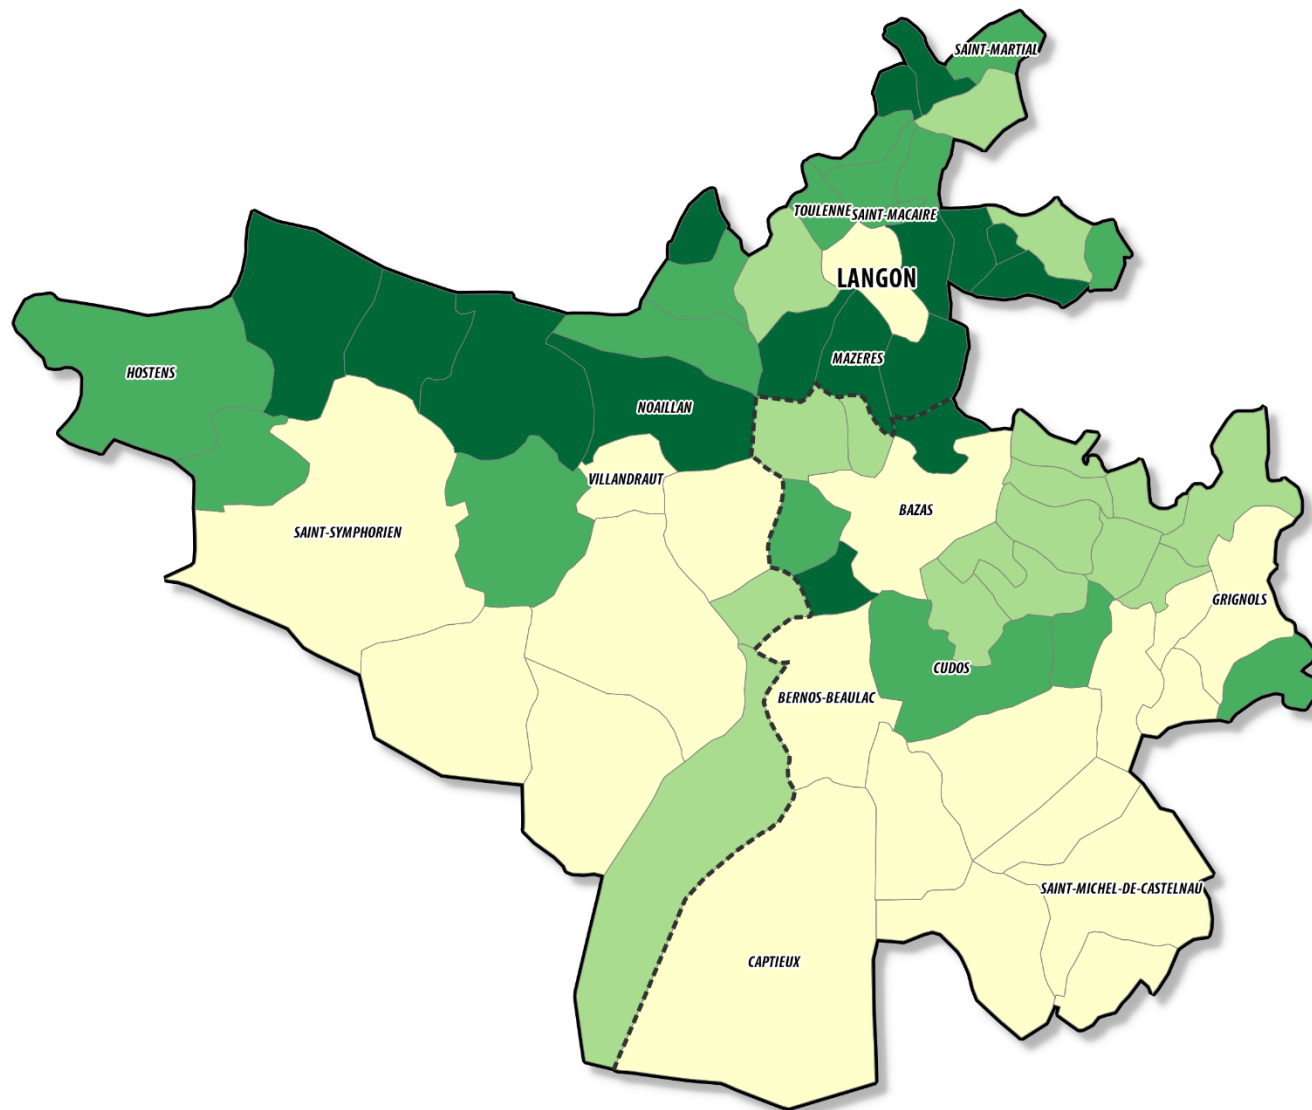 SAINT-MARTIAL
TOULENNE
SAINT-MACAIRE
LANGON
MAZERES
HOSTENS
NOAILLAN
VILLANDRAUT
BAZAS
SAINT-SYMPHORIEN
GRIGNOLS
CUDOS
BERNOS-BEAULAC
SAINT-MICHEL-DE-CASTELNAU
CAPTIEUX